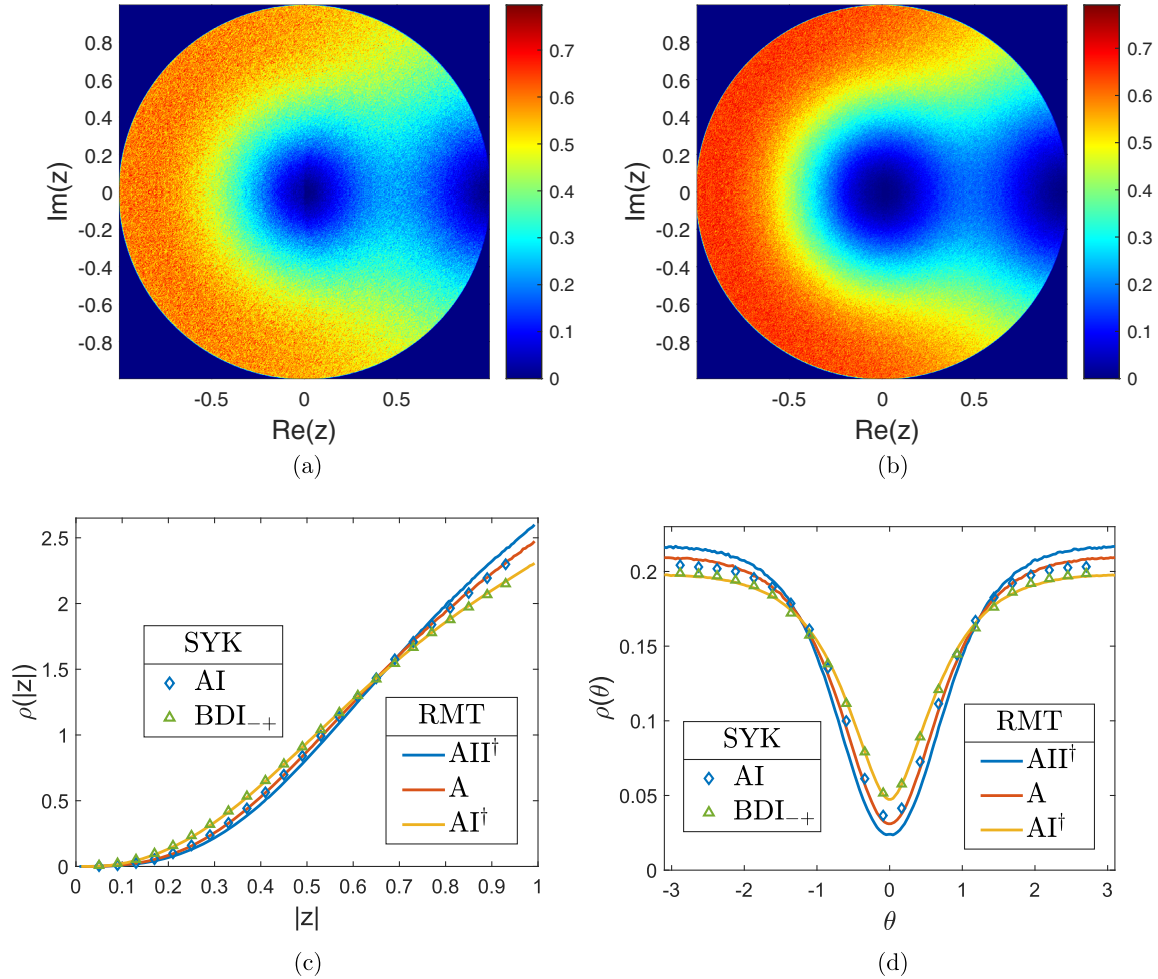 0.8
0.6
0.4
0.2
0
-0.2
-0.4
-0.6
-0.8
Im(z)
-0.5 0 0.5
Re(z)
0.7
0.6
0.5
0.4
0.3
0.2
0.1
0
(a)
0.8
0.6
0.4
0.2
0
-0.2
-0.4
-0.6
-0.8
Im(z)
-0.5 0 0.5
Re(z)
0.7
0.6
0.5
0.4
0.3
0.2
0.1
0
(b)
2.5
2
1.5
1
0.5
0
ρ(|z|)
SYK
AI
BDI₋₊
RMT
AII†
A
AI†
0 0.1 0.2 0.3 0.4 0.5 0.6 0.7 0.8 0.9 1
|z|
(c)
0.2
0.15
0.1
0.05
0
ρ(θ)
SYK
AI
BDI₋₊
RMT
AII†
A
AI†
-3 -2 -1 0 1 2 3
θ
(d)